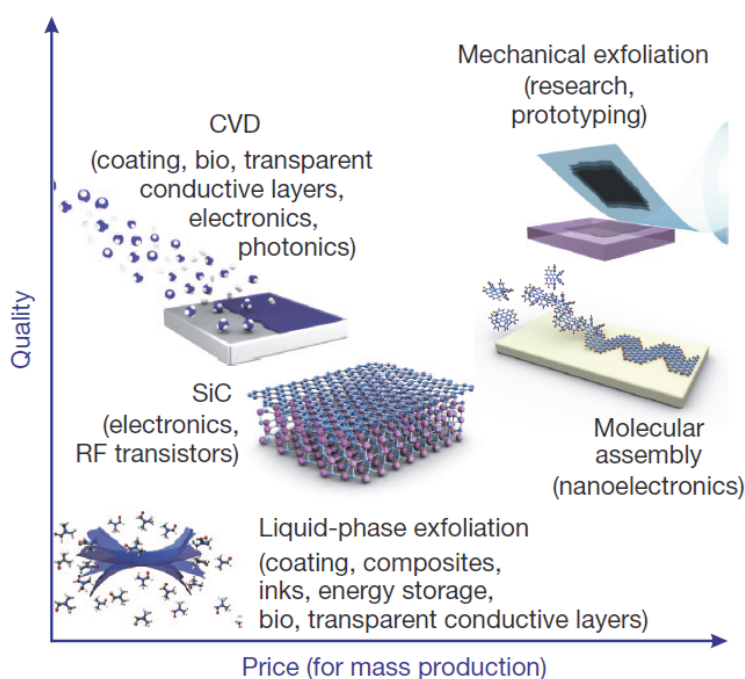 Quality
Mechanical exfoliation
(research,
prototyping)
CVD
(coating, bio, transparent
conductive layers,
electronics,
photonics)
SiC
(electronics,
RF transistors)
Molecular
assembly
(nanoelectronics)
Liquid-phase exfoliation
(coating, composites,
inks, energy storage,
bio, transparent conductive layers)
Price (for mass production)